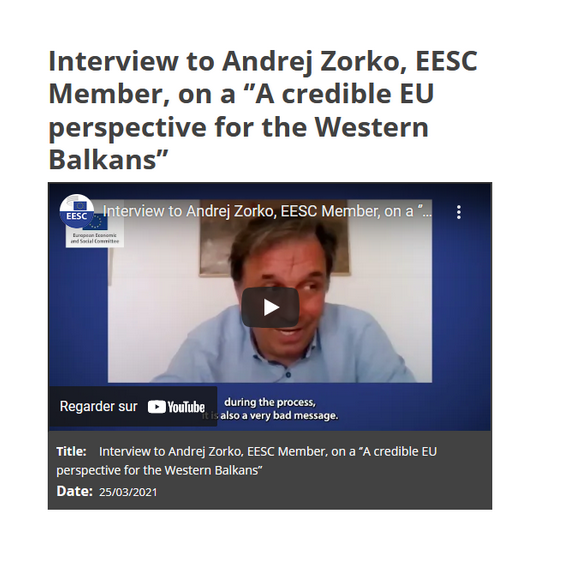 Interview to Andrej Zorko, EESC
Member, on a “A credible EU
perspective for the Western
Balkans”
EESC
Interview to Andrej Zorko, EESC Member, on a “...
European Economic
and Social Committee
during the process,
it is also a very bad message.
Regarder sur YouTube
Title: Interview to Andrej Zorko, EESC Member, on a “A credible EU
perspective for the Western Balkans”
Date: 25/03/2021